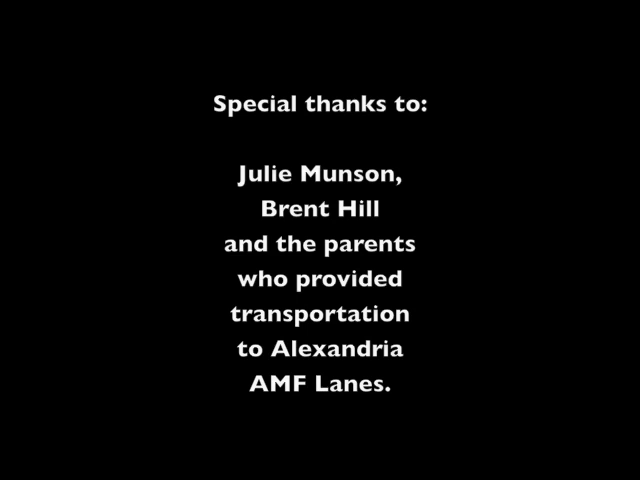 Special thanks to:
Julie Munson,
Brent Hill
and the parents
who provided
transportation
to Alexandria
AMF Lanes.